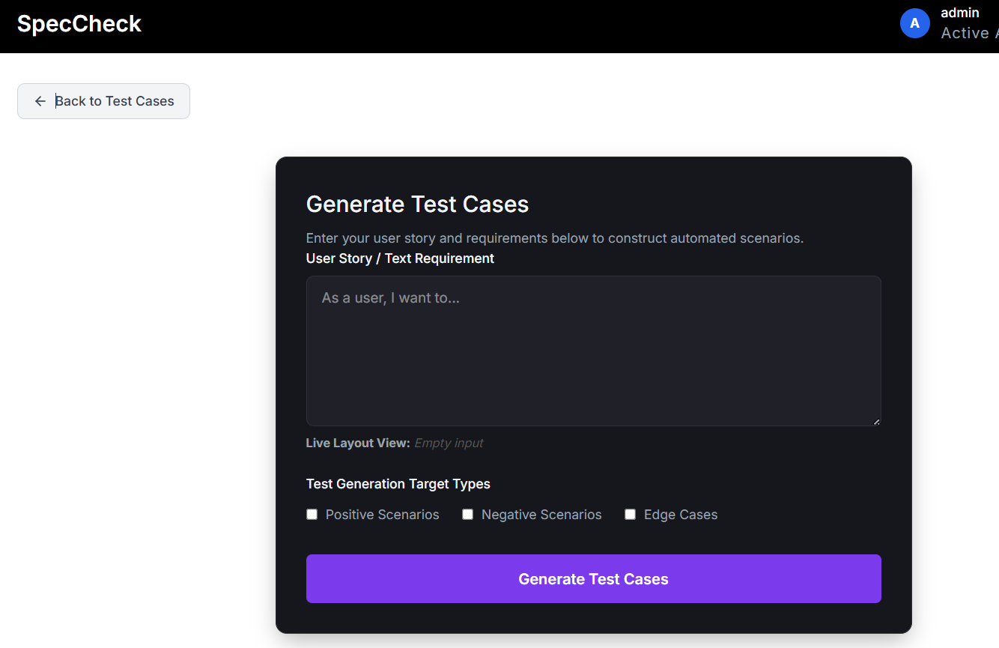 SpecCheck
A
admin
Active
Back to Test Cases
Generate Test Cases
Enter your user story and requirements below to construct automated scenarios.
User Story / Text Requirement
As a user, I want to...
Live Layout View: Empty input
Test Generation Target Types
Positive Scenarios Negative Scenarios Edge Cases
Generate Test Cases